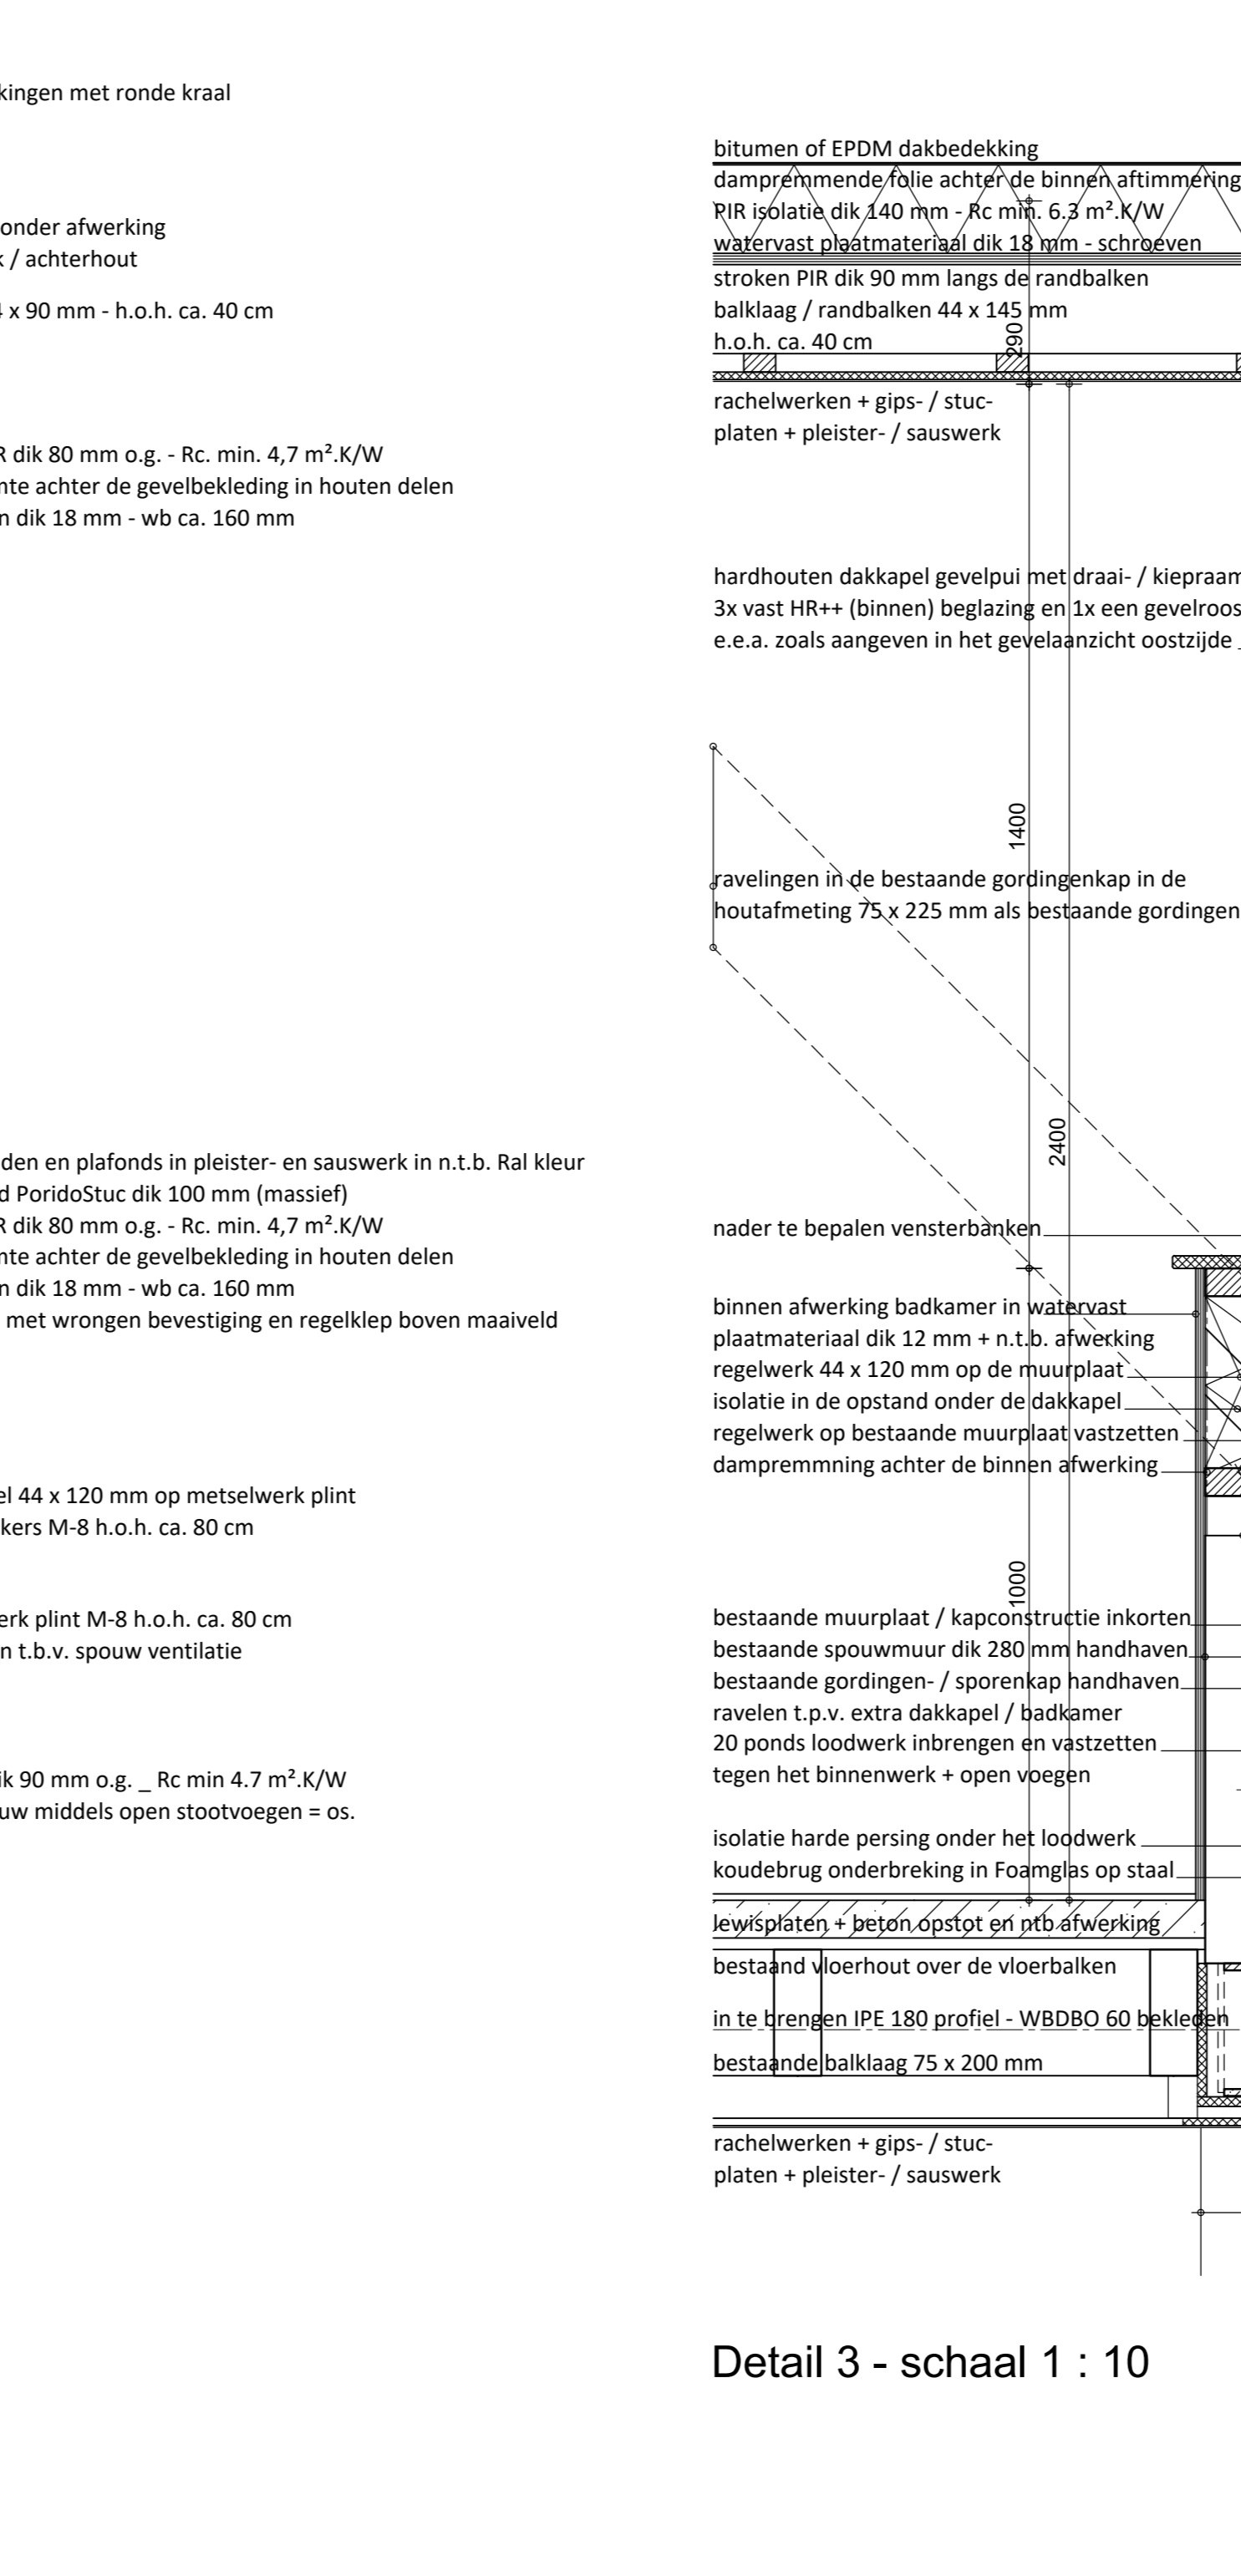 kingen met ronde kraal
onder afwerking
/ achterhout
x 90 mm - h.o.h. ca. 40 cm
dik 80 mm o.g. - Rc. min. 4,7 m².K/W
nte achter de gevelbekleding in houten delen
n dik 18 mm - wb ca. 160 mm
den en plafonds in pleister- en sauswerk in n.t.b. Ral kleur
d PoridoStuc dik 100 mm (massief)
R dik 80 mm o.g. - Rc. min. 4,7 m².K/W
nte achter de gevelbekleding in houten delen
n dik 18 mm - wb ca. 160 mm
met wrongen bevestiging en regelklep boven maaiveld
el 44 x 120 mm op metselwerk plint
kers M-8 h.o.h. ca. 80 cm
erk plint M-8 h.o.h. ca. 80 cm
n t.b.v. spouw ventilatie
ik 90 mm o.g. _ Rc min 4.7 m².K/W
uw middels open stootvoegen = os.
bitumen of EPDM dakbedekking
dampremmende folie achter de binnen aftimmering
PIR isolatie dik 140 mm - Rc min. 6.3 m².K/W
watervast plaatmateriaal dik 18 mm - schroeven
stroken PIR dik 90 mm langs de randbalken
balklaag / randbalken 44 x 145 mm
h.o.h. ca. 40 cm
290
rachelwerken + gips- / stuc-
platen + pleister- / sauswerk
hardhouten dakkapel gevelpui met draai- / kiepraam
3x vast HR++ (binnen) beglazing en 1x een gevelroos
e.e.a. zoals aangeven in het gevelaanzicht oostzijde
1400
ravelingen in de bestaande gordingenkap in de
houtafmeting 75 x 225 mm als bestaande gordingen
2400
nader te bepalen vensterbanken
binnen afwerking badkamer in watervast
plaatmateriaal dik 12 mm + n.t.b. afwerking
regelwerk 44 x 120 mm op de muurplaat
isolatie in de opstand onder de dakkapel
regelwerk op bestaande muurplaat vastzetten
dampremmning achter de binnen afwerking
1000
bestaande muurplaat / kapconstructie inkorten
bestaande spouwmuur dik 280 mm handhaven
bestaande gordingen- / sporenkap handhaven
ravelen t.p.v. extra dakkapel / badkamer
20 ponds loodwerk inbrengen en vastzetten
tegen het binnenwerk + open voegen
isolatie harde persing onder het loodwerk
koudebrug onderbreking in Foamglas op staal
lewisplaten + beton opstot en ntb afwerking
bestaand vloerhout over de vloerbalken
in te brengen IPE 180 profiel - WBDBO 60 bekleden
bestaande balklaag 75 x 200 mm
rachelwerken + gips- / stuc-
platen + pleister- / sauswerk
Detail 3 - schaal 1 : 10